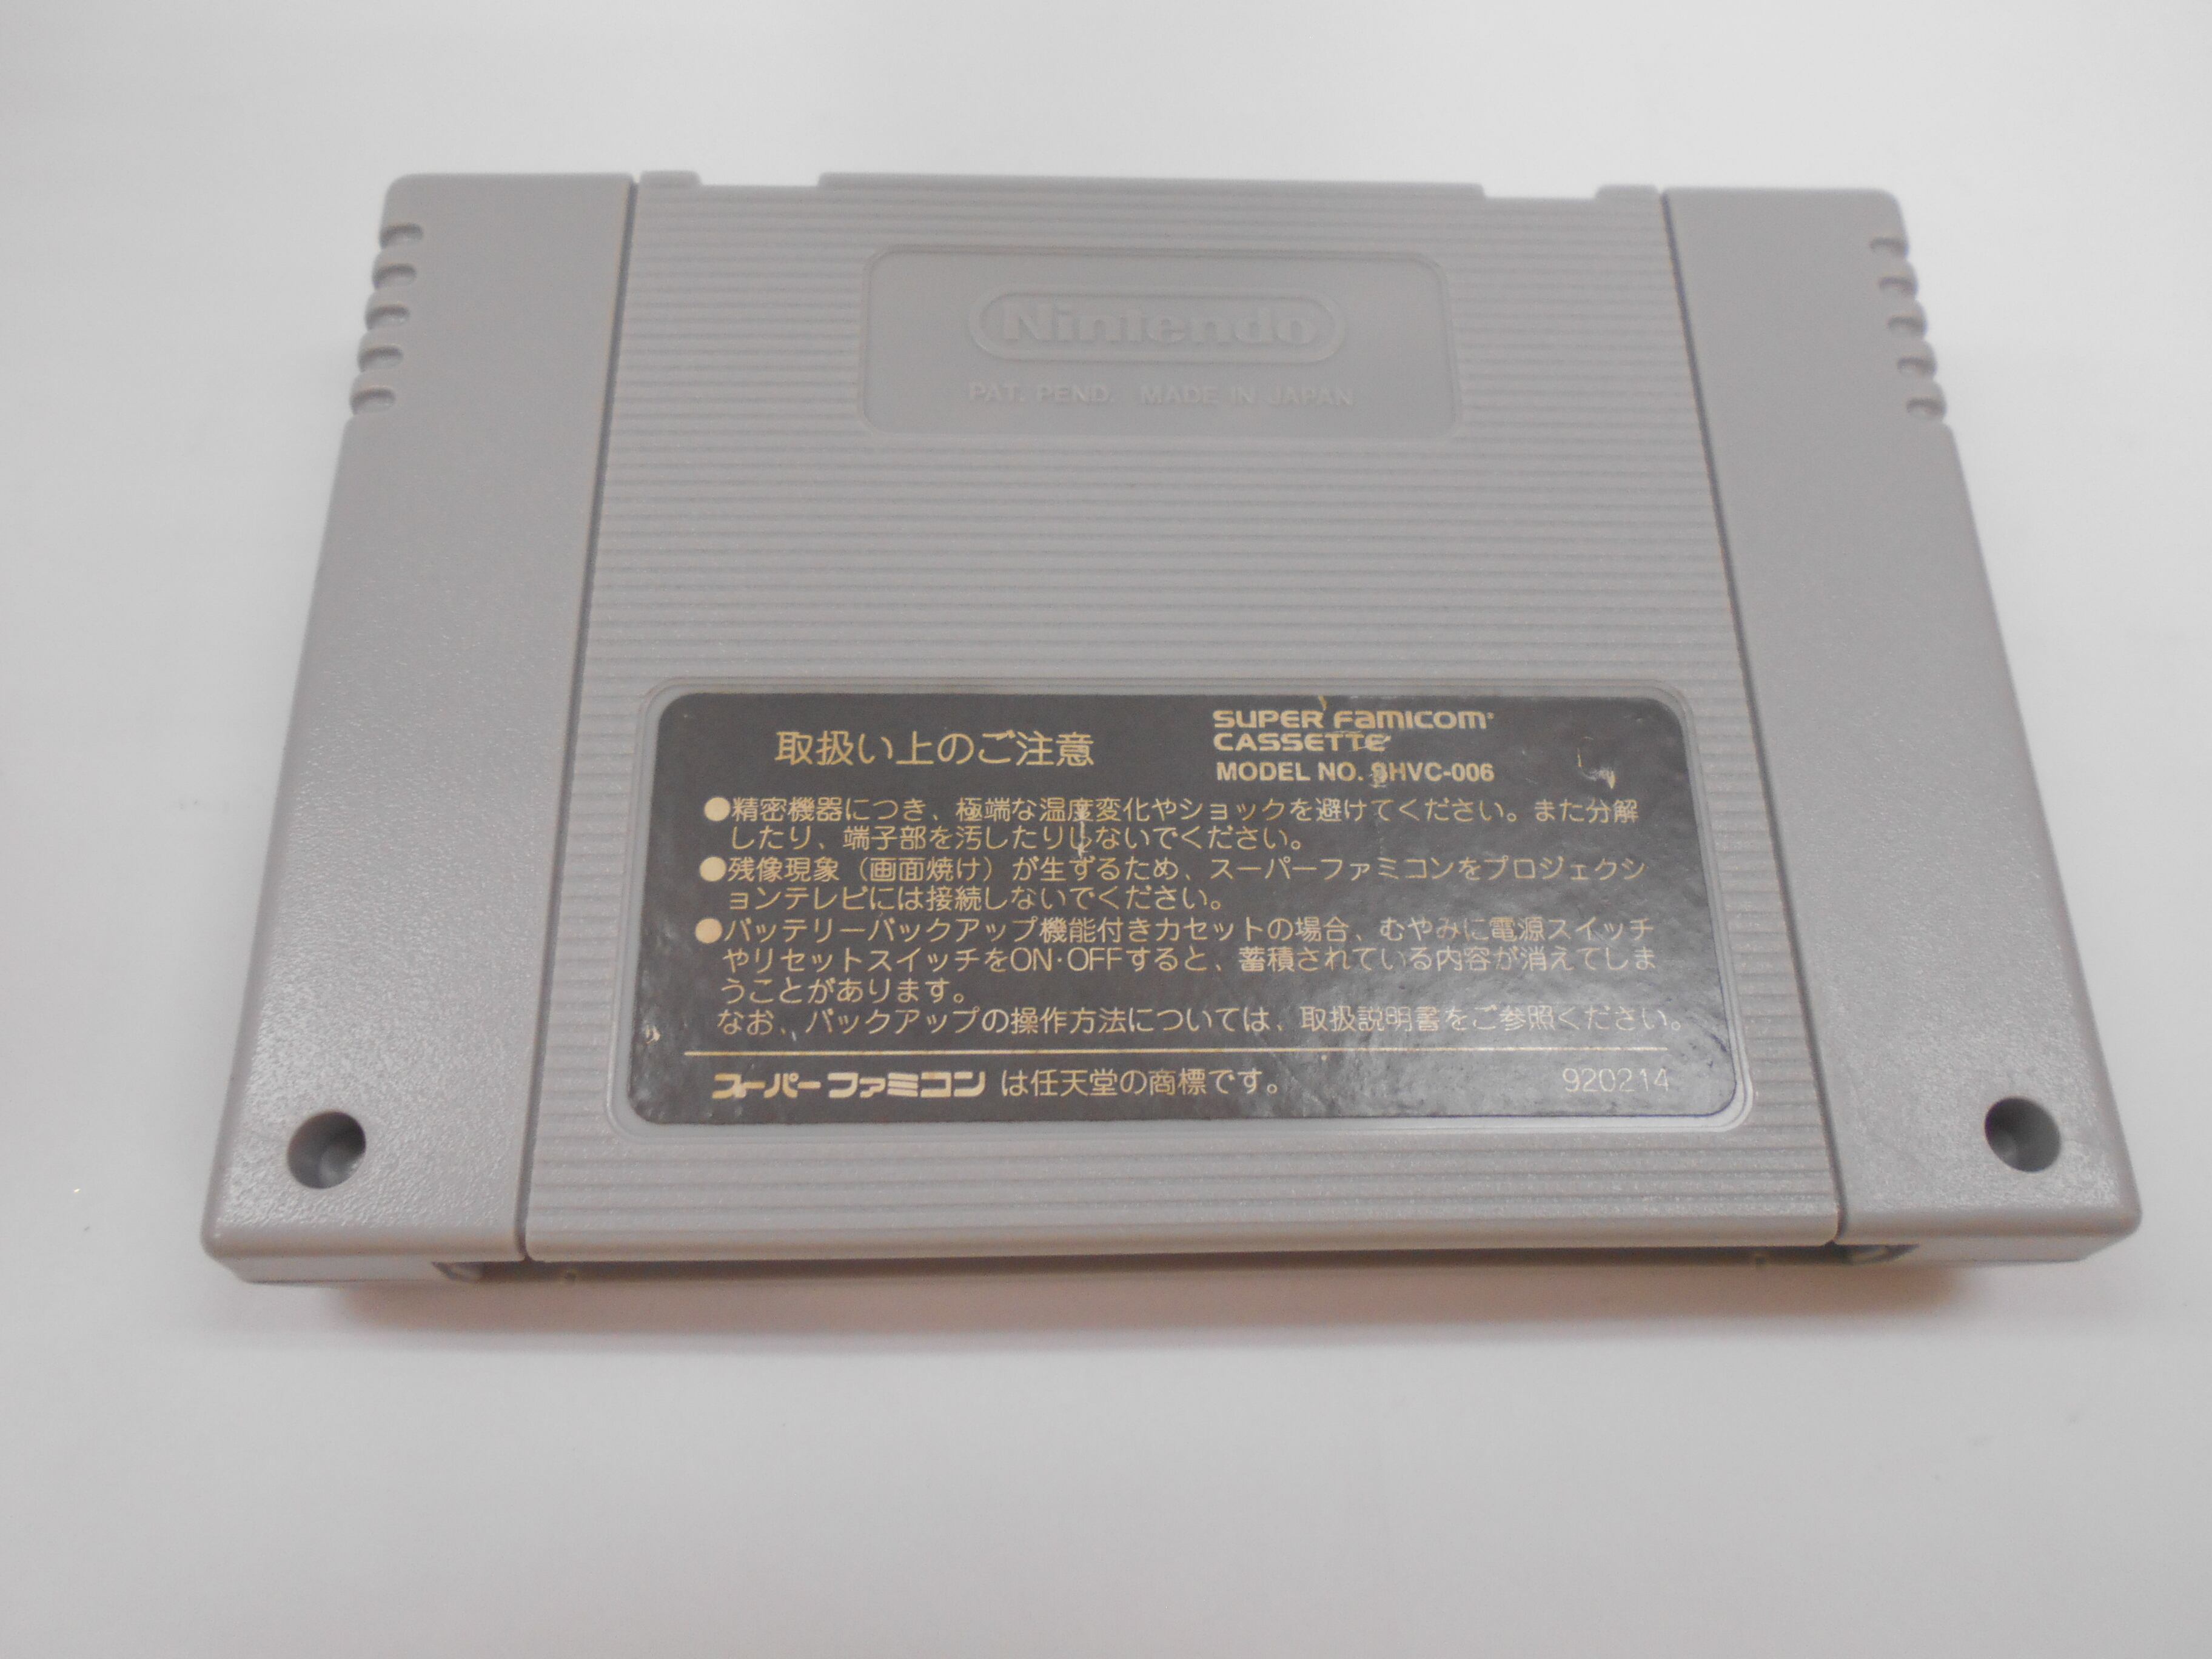 Nintendo
PAT. PEND. MADE IN JAPAN
取扱い上のご注意
SUPER FAMICOM
CASSETTE
MODEL NO. SHVC-006
●精密機器につき、極端な温度変化やショックを避けてください。また分解
したり、端子部を汚したりしないでください。
●残像現象（画面焼け）が生ずるため、スーパーファミコンをプロジェクシ
ョンテレビには接続しないでください。
●バッテリーバックアップ機能付きカセットの場合、むやみに電源スイッチ
やリセットスイッチをON·OFFすると、蓄積されている内容が消えてしま
うことがあります。
なお、バックアップの操作方法については、取扱説明書をご参照ください。
スーパーファミコン は任天堂の商標です。
920214